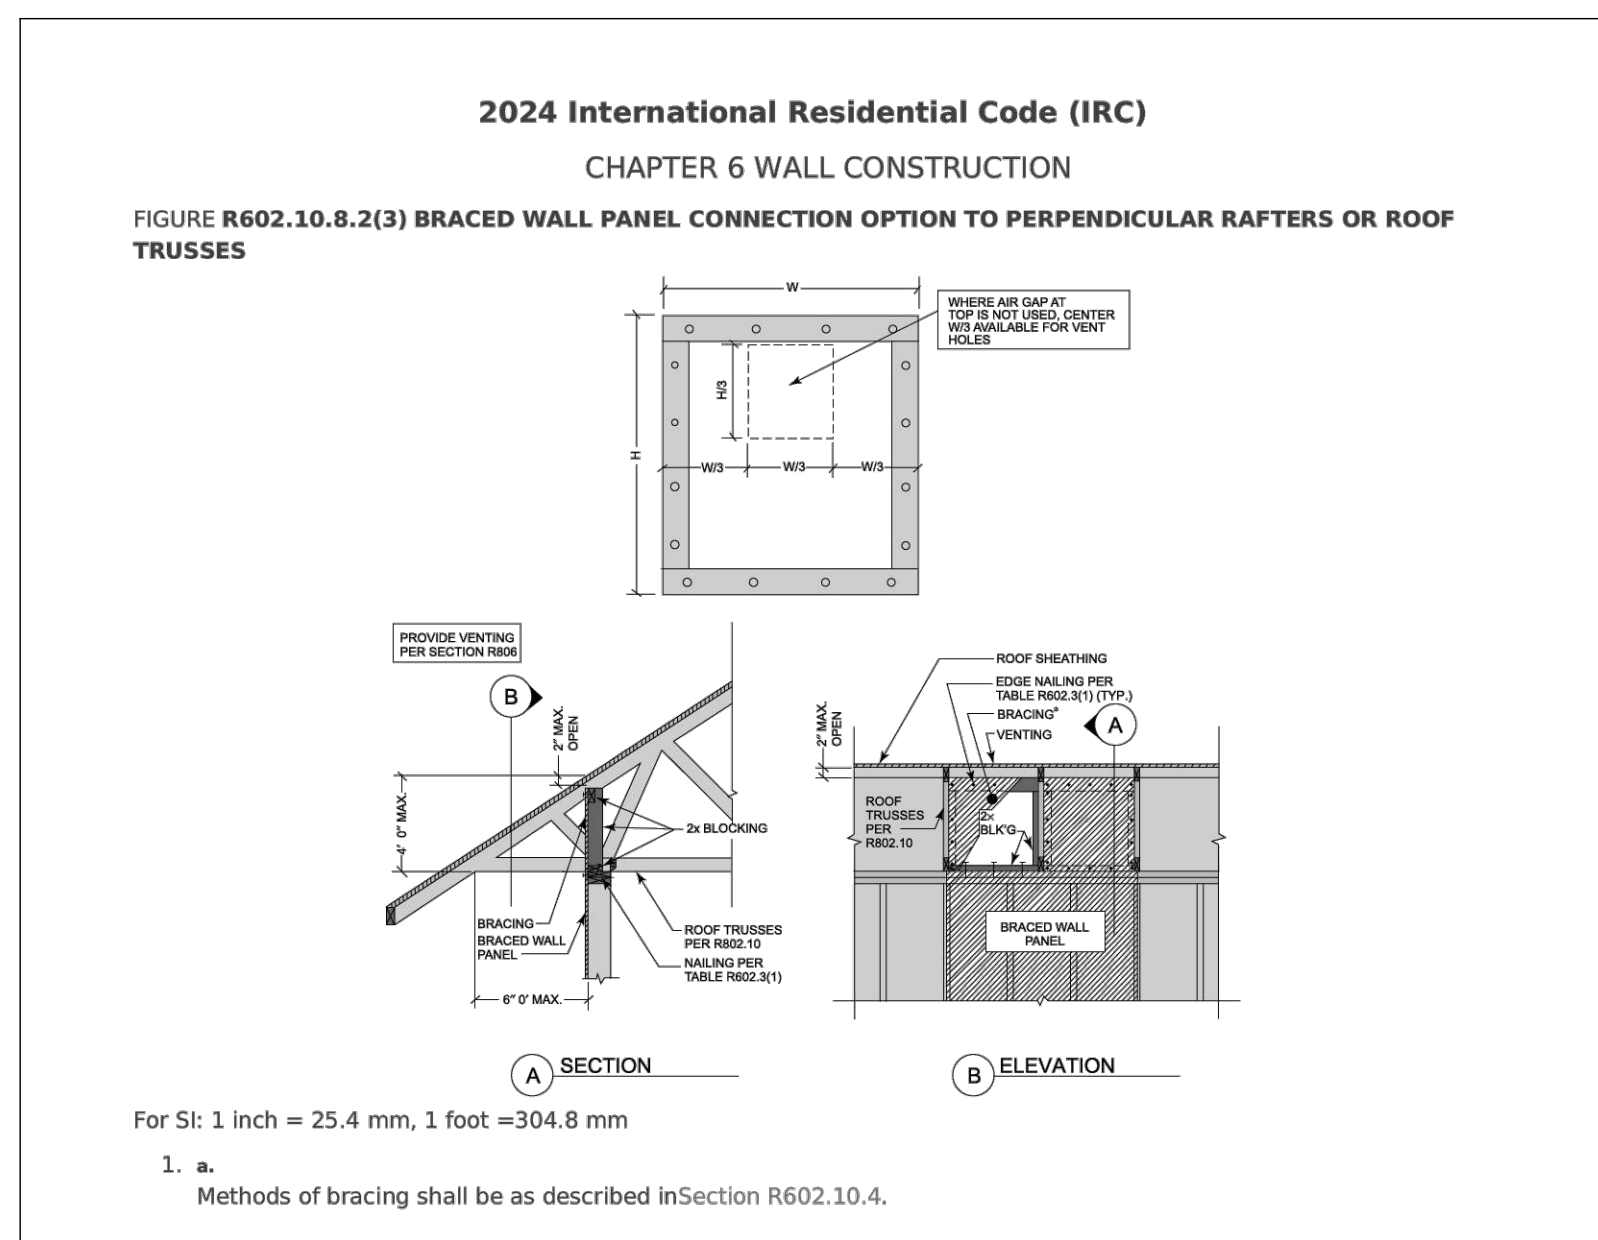 2024 International Residential Code (IRC)
CHAPTER 6 WALL CONSTRUCTION
FIGURE R602.10.8.2(3) BRACED WALL PANEL CONNECTION OPTION TO PERPENDICULAR RAFTERS OR ROOF
TRUSSES
W
WHERE AIR GAP AT
TOP IS NOT USED, CENTER
W/3 AVAILABLE FOR VENT
HOLES
H/3
H
W/3
W/3
W/3
PROVIDE VENTING
PER SECTION R806
B
2" MAX.
OPEN
4' 0" MAX.
2x BLOCKING
BRACING
BRACED WALL
PANEL
ROOF TRUSSES
PER R802.10
NAILING PER
TABLE R602.3(1)
6" 0' MAX.
A SECTION
ROOF SHEATHING
EDGE NAILING PER
TABLE R602.3(1) (TYP.)
BRACINGª
VENTING
A
2" MAX.
OPEN
ROOF
TRUSSES
PER
R802.10
2×
BLK'G
BRACED WALL
PANEL
B ELEVATION
For SI: 1 inch = 25.4 mm, 1 foot =304.8 mm
1. a.
Methods of bracing shall be as described inSection R602.10.4.